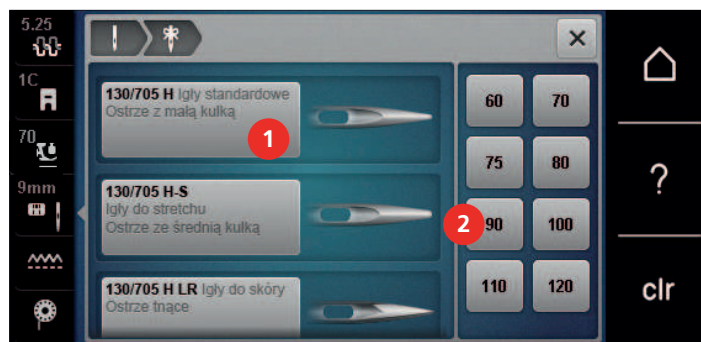 5.25
1C
70
9mm
130/705 H Igły standardowe
Ostrze z małą kulką
1
130/705 H-S
Igły do stretchu
Ostrze ze średnią kulką
2
130/705 H LR Igły do skóry
Ostrze tnące
60 70
75 80
90 100
110 120
?
clr